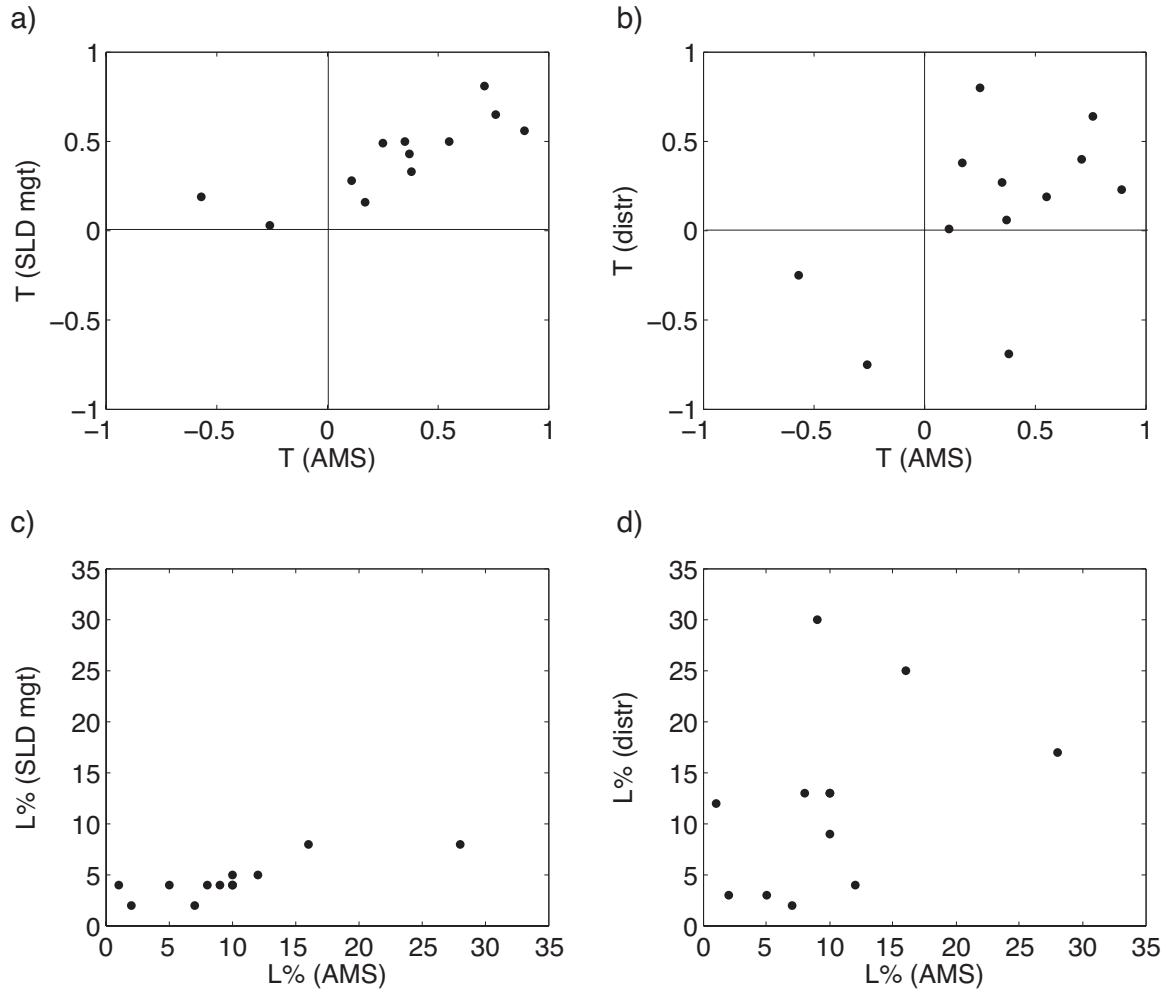 a)
1
0.5
0
−0.5
−1
T (SLD mgt)
−1 −0.5 0 0.5 1
T (AMS)
b)
1
0.5
0
−0.5
−1
T (distr)
−1 −0.5 0 0.5 1
T (AMS)
c)
35
30
25
20
15
10
5
0
L% (SLD mgt)
0 5 10 15 20 25 30 35
L% (AMS)
d)
35
30
25
20
15
10
5
0
L% (distr)
0 5 10 15 20 25 30 35
L% (AMS)